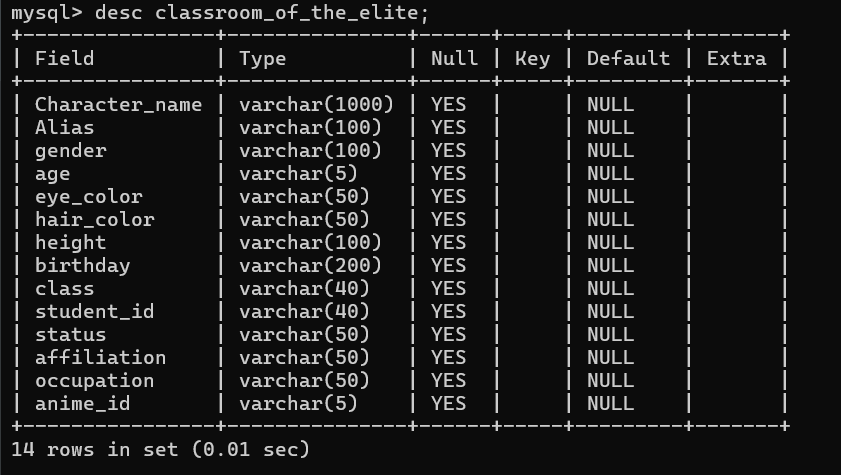 mysql> desc classroom_of_the_elite;
+----------------+---------------+------+-----+---------+-------+
| Field          | Type          | Null | Key | Default | Extra |
+----------------+---------------+------+-----+---------+-------+
| Character_name | varchar(1000) | YES  |     | NULL    |       |
| Alias          | varchar(100)  | YES  |     | NULL    |       |
| gender         | varchar(100)  | YES  |     | NULL    |       |
| age            | varchar(5)    | YES  |     | NULL    |       |
| eye_color      | varchar(50)   | YES  |     | NULL    |       |
| hair_color     | varchar(50)   | YES  |     | NULL    |       |
| height         | varchar(100)  | YES  |     | NULL    |       |
| birthday       | varchar(200)  | YES  |     | NULL    |       |
| class          | varchar(40)   | YES  |     | NULL    |       |
| student_id     | varchar(40)   | YES  |     | NULL    |       |
| status         | varchar(50)   | YES  |     | NULL    |       |
| affiliation    | varchar(50)   | YES  |     | NULL    |       |
| occupation     | varchar(50)   | YES  |     | NULL    |       |
| anime_id       | varchar(5)    | YES  |     | NULL    |       |
+----------------+---------------+------+-----+---------+-------+
14 rows in set (0.01 sec)